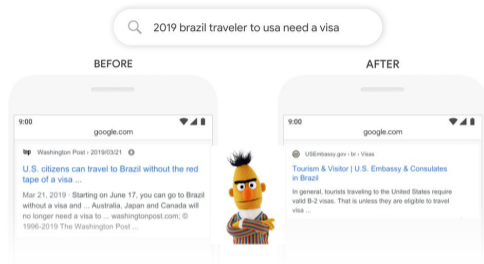 2019 brazil traveler to usa need a visa
BEFORE
9:00
google.com
wp Washington Post › 2019/03/21
U.S. citizens can travel to Brazil without the red
tape of a visa ...
Mar 21, 2019 · Starting on June 17, you can go to Brazil
without a visa and ... Australia, Japan and Canada will
no longer need a visa to ... washingtonpost.com; ©
1996-2019 The Washington Post ...
AFTER
9:00
google.com
USEmbassy.gov › br › Visas
Tourism & Visitor | U.S. Embassy & Consulates
in Brazil
In general, tourists traveling to the United States require
valid B-2 visas. That is unless they are eligible to travel
visa ...